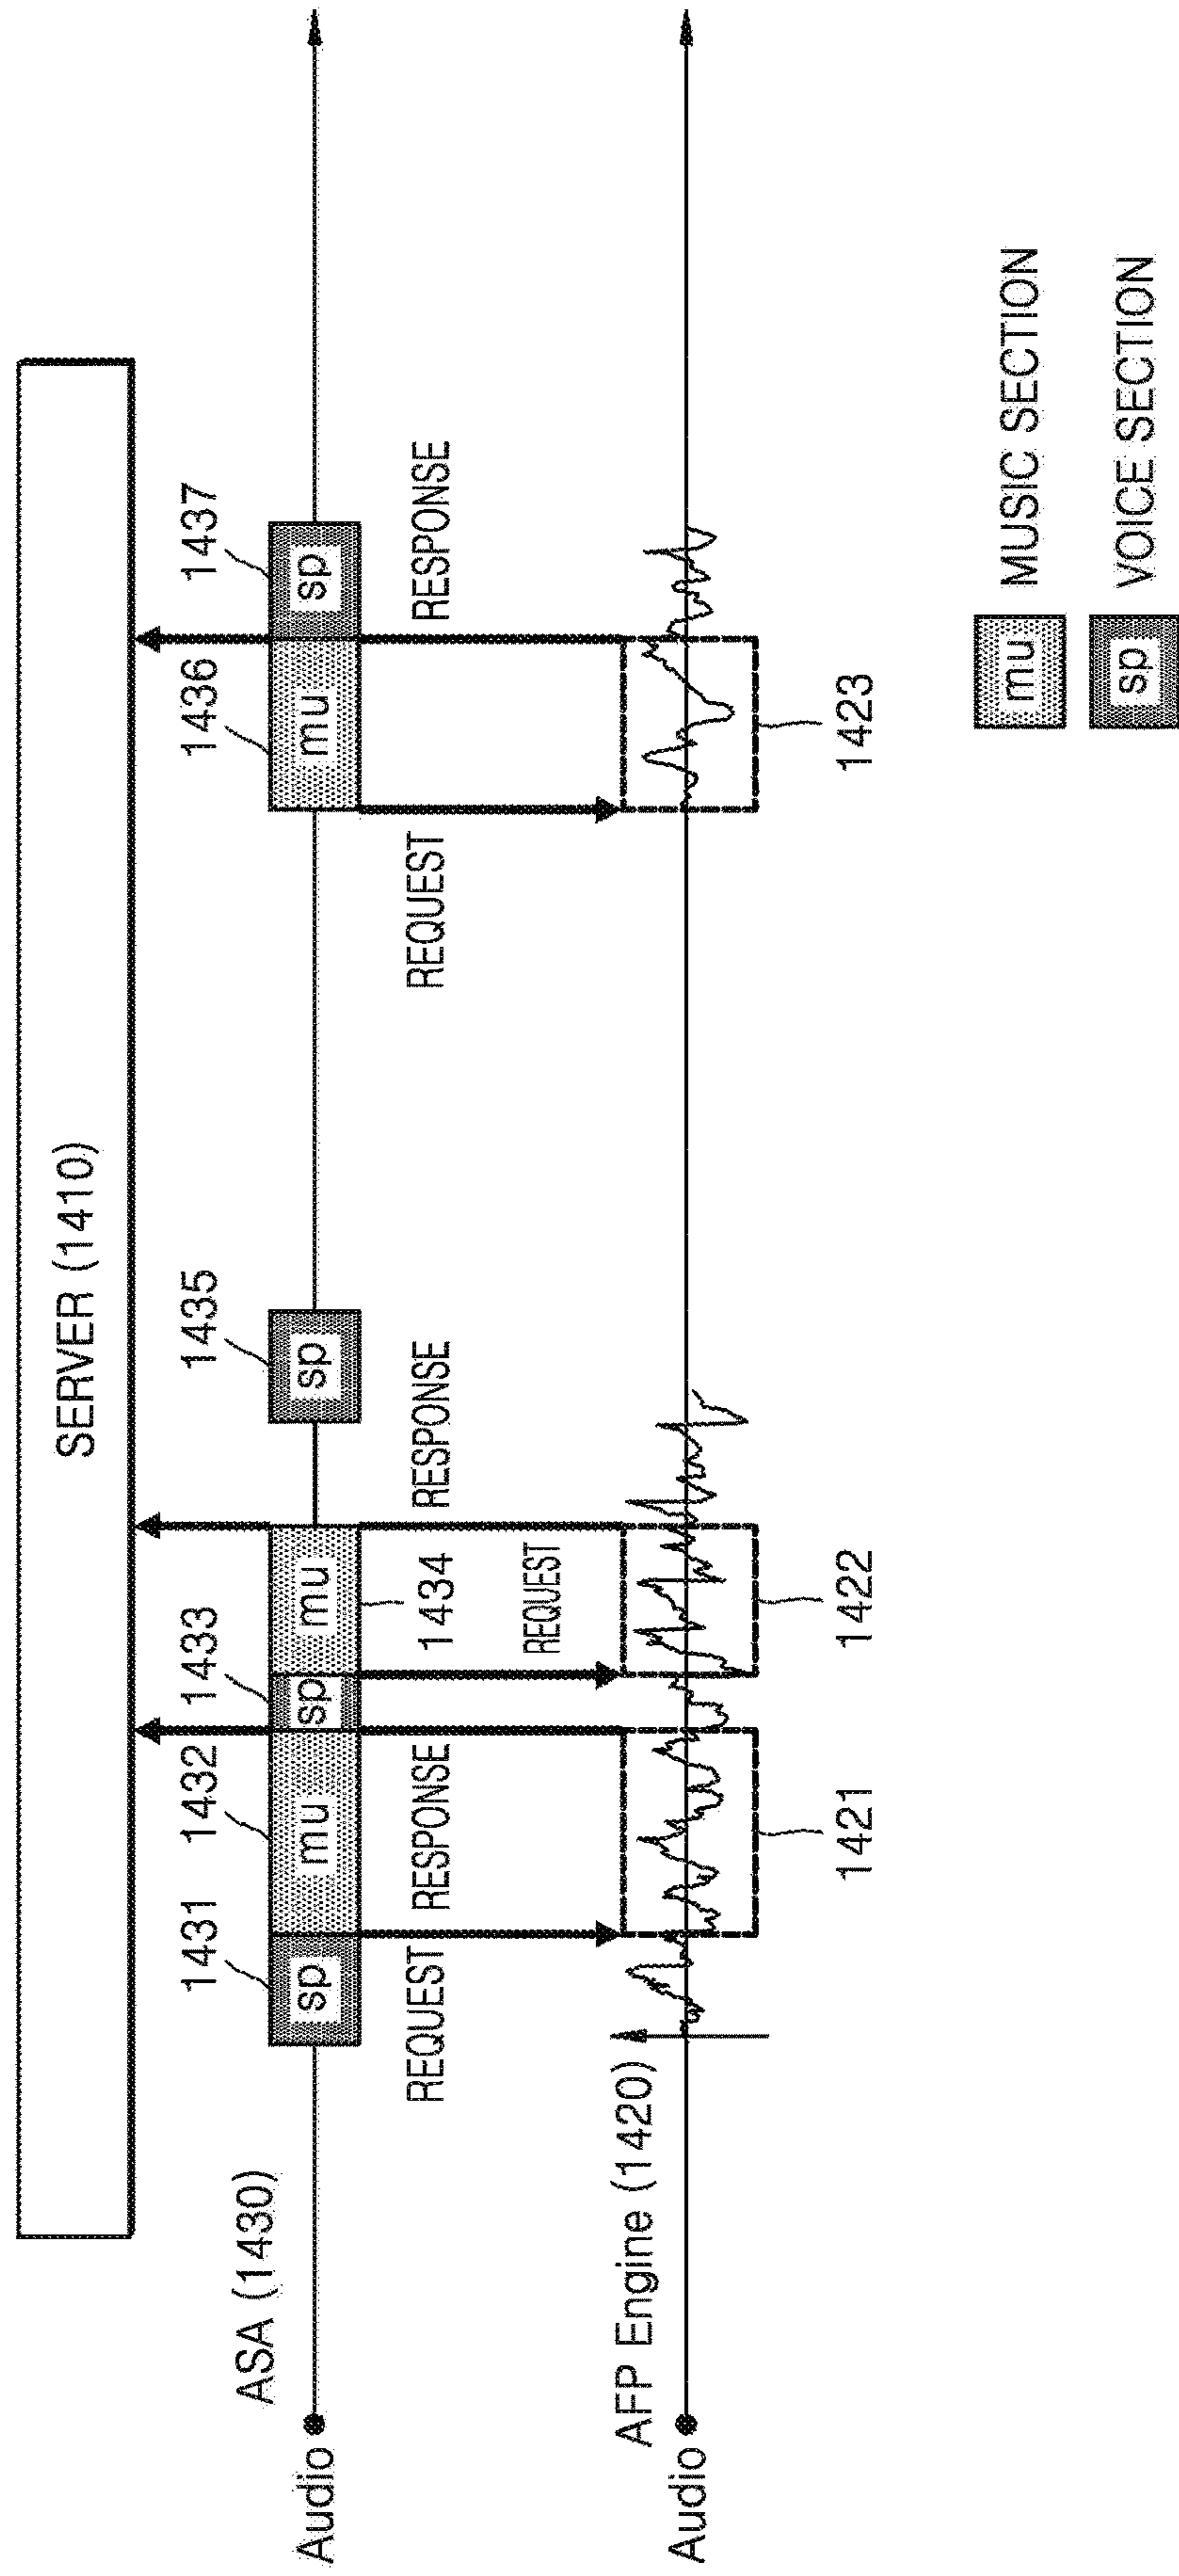 SERVER (1410)
ASA (1430)
1431
1432
1433
1435
1436
1437
Audio
sp
mu
sp
mu
sp
mu
sp
1434
REQUEST
RESPONSE
REQUEST
RESPONSE
REQUEST
RESPONSE
AFP Engine (1420)
Audio
1421
1422
1423
mu MUSIC SECTION
sp VOICE SECTION